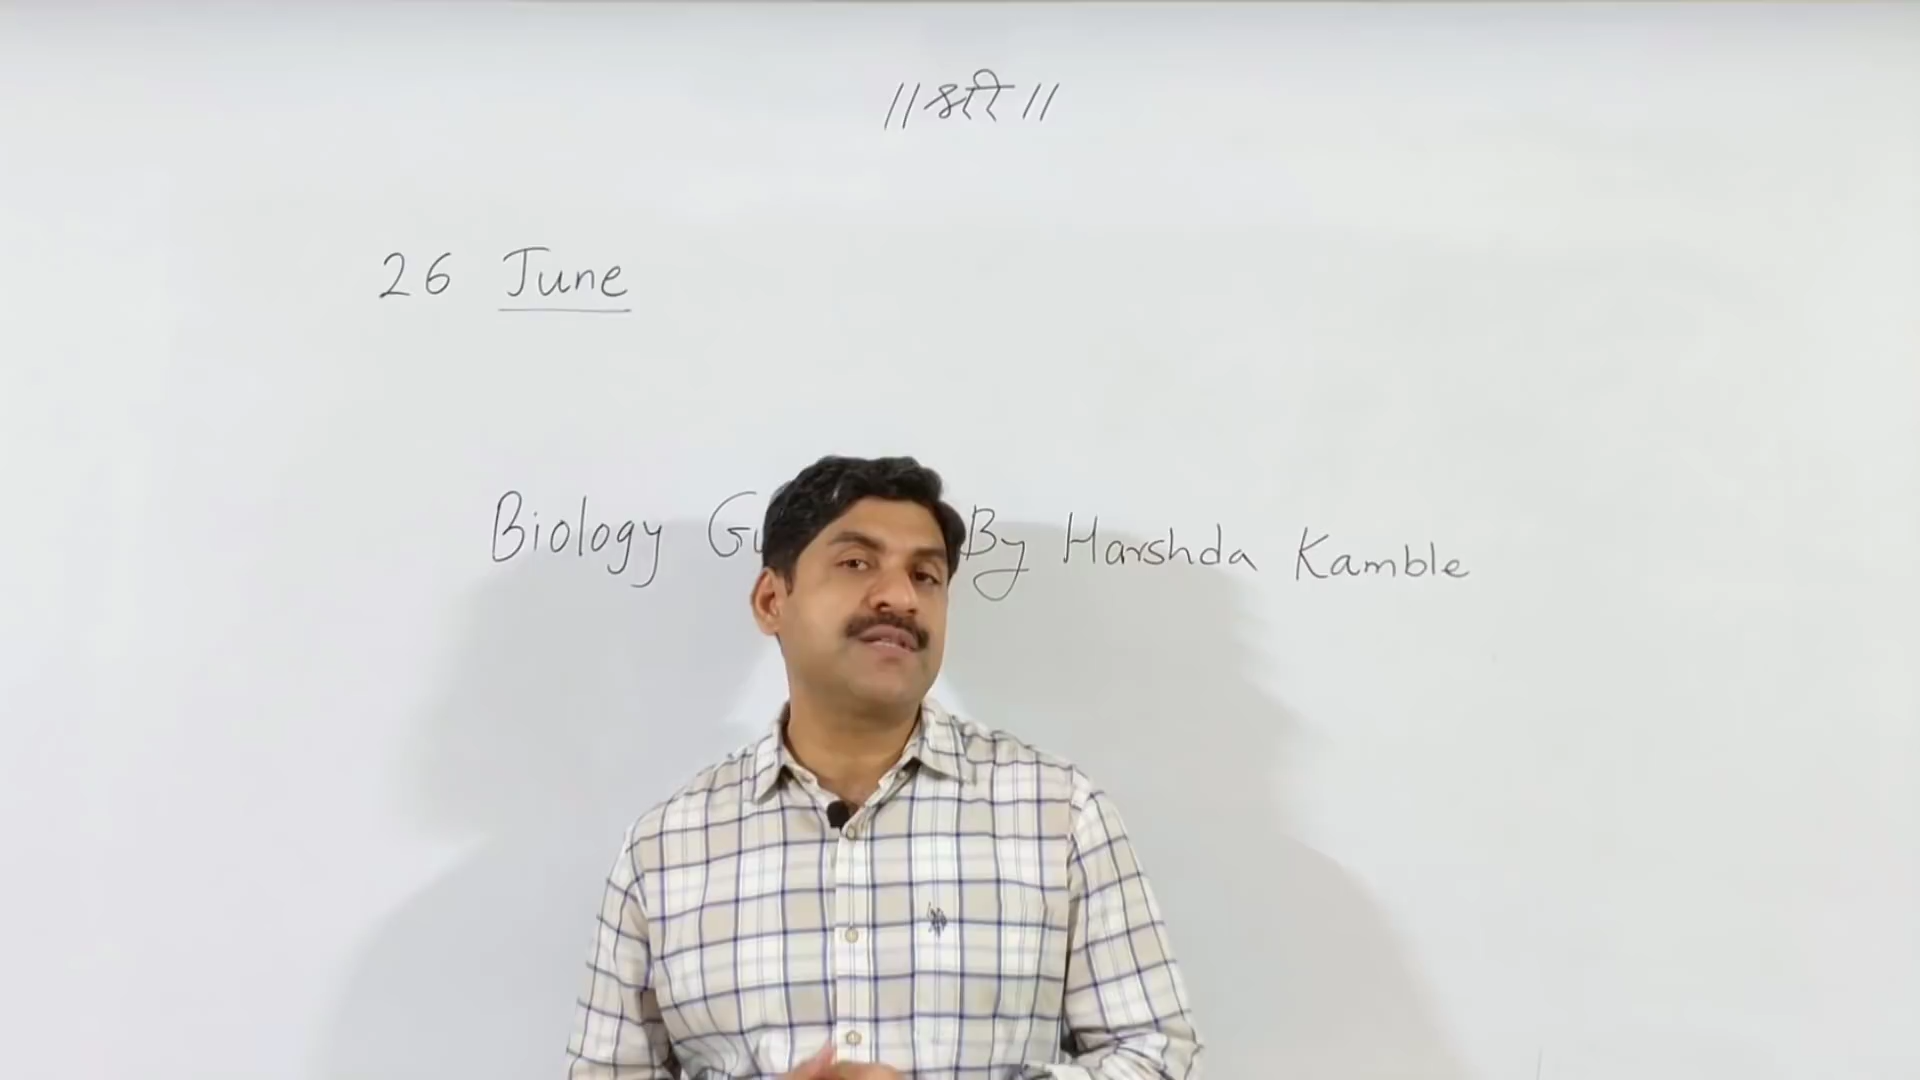 ॥ श्री ॥
26 June
Biology By Harshda Kamble